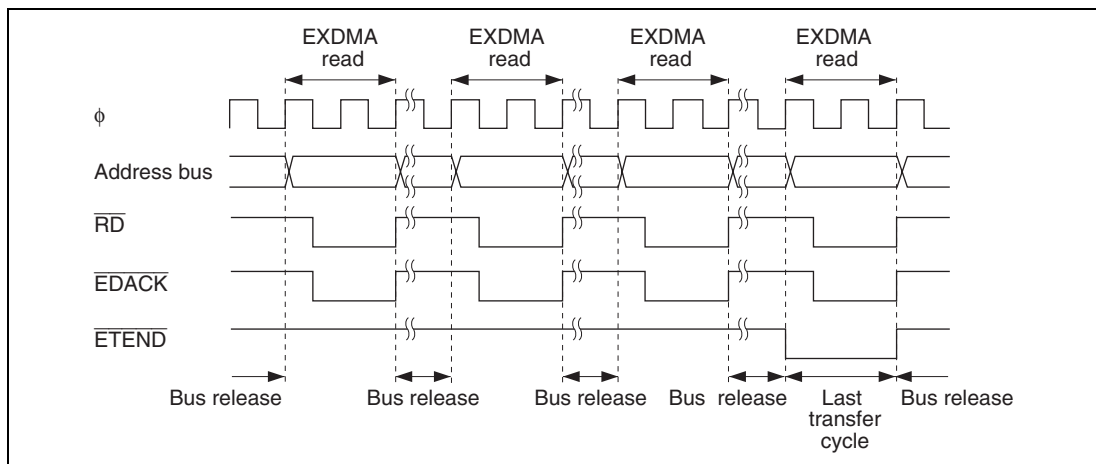 EXDMA read
EXDMA read
EXDMA read
EXDMA read
ϕ
Address bus
RD
EDACK
ETEND
Bus release
Bus release
Bus release
Bus release
Last transfer cycle
Bus release